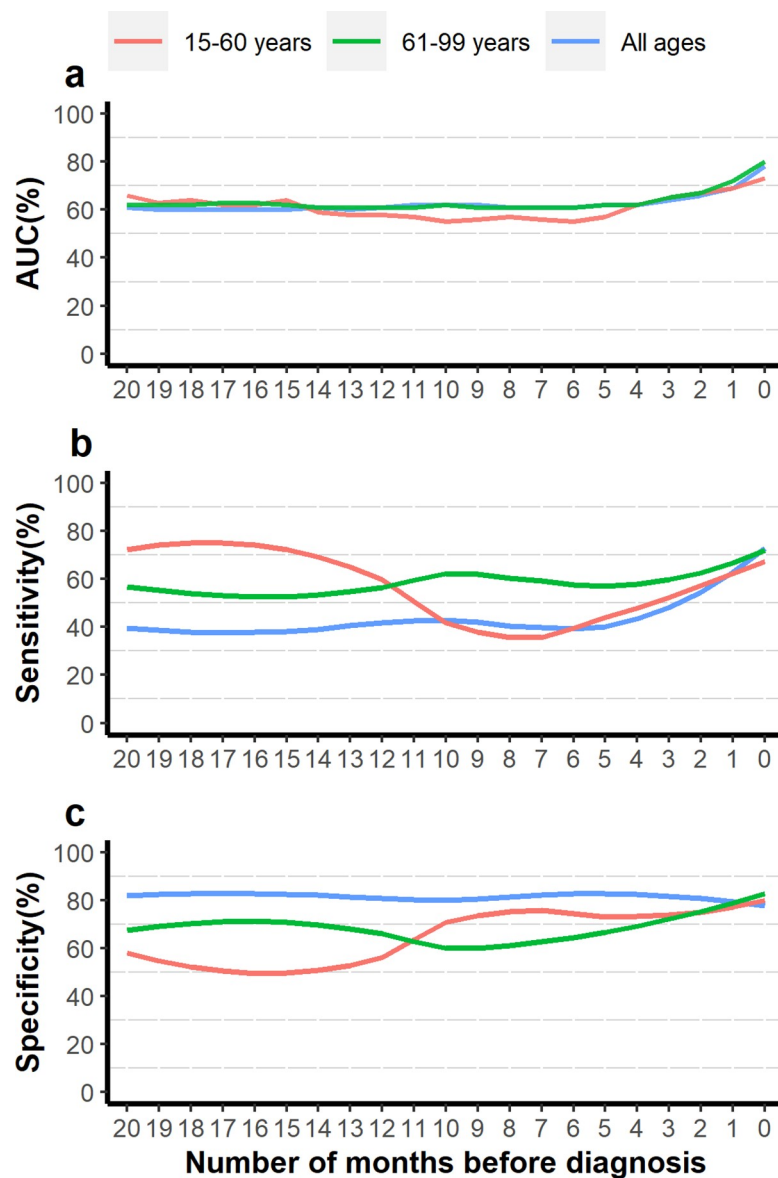 15-60 years 61-99 years All ages
a
AUC(%)
100
80
60
40
20
0
20 19 18 17 16 15 14 13 12 11 10 9 8 7 6 5 4 3 2 1 0
b
Sensitivity(%)
100
80
60
40
20
0
20 19 18 17 16 15 14 13 12 11 10 9 8 7 6 5 4 3 2 1 0
c
Specificity(%)
100
80
60
40
20
0
20 19 18 17 16 15 14 13 12 11 10 9 8 7 6 5 4 3 2 1 0
Number of months before diagnosis